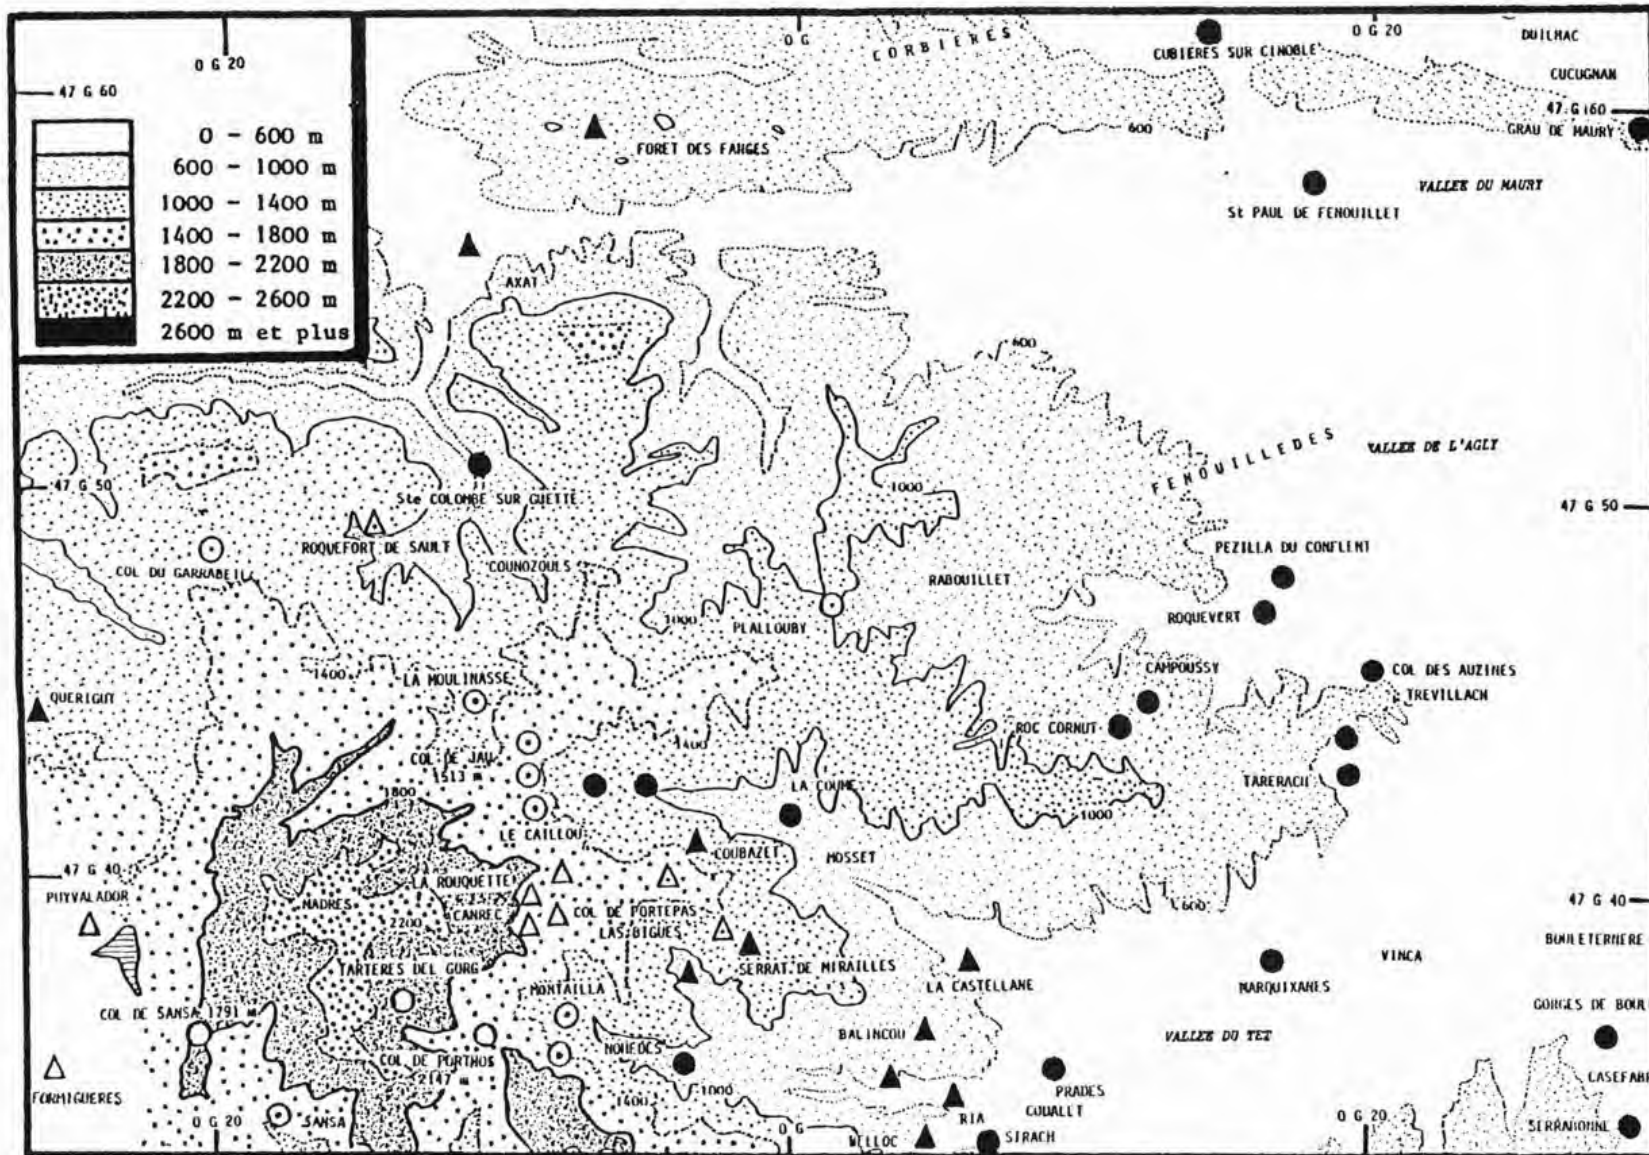 0 G 20
0 G
0 G 20
CORBIERES
CUBIERES SUR CINOBLE
DUILHAC
CUCUGNAN
47 G 60
47 G 60
GRAU DE MAURY
0 - 600 m
600 - 1000 m
1000 - 1400 m
1400 - 1800 m
1800 - 2200 m
2200 - 2600 m
2600 m et plus
600
FORET DES FANGES
VALLEE DU MAURY
St PAUL DE FENOUILLET
AXAT
600
FENOUILLEDES
VALLEE DE L'AGLY
47 G 50
1000
Ste COLOMBE SUR GUETTE
47 G 50
ROQUEFORT DE SAULT
COL DU GARRABEIL
COUNOZOULS
PEZILLA DU CONFLENT
RABOUILLET
1000
PLALLOUBY
ROQUEVERT
1400
LA MOULINASSE
CAMPOUSSY
COL DES AUZINES
TREVILLACH
QUERIGUT
ROC CORNUT
1400
COL DE JAU
1513 m
TARERACH
LA COUME
1800
1000
LE CAILLOU
COUBAZET
MOSSET
47 G 40
LA ROUQUETTE
PUYVALADOR
47 G 40
MADRES
CANREC
COL DE PORTEPAS
600
2200
LAS BIGUES
BOULETERNERE
VINCA
TARTERES DEL GORG
SERRAT DE MIRAILLES
MONTAILLA
LA CASTELLANE
MARQUIXANES
GORGES DE BOUL
COL DE SANSA 1791 m
BALINCOU
VALLEE DU TET
NOHEDES
COL DE PORTHOS
2147 m
CASEFABR
FORMIGUERES
1400
1000
PRADES
COUALET
RIA
0 G 20
SANSA
0 G
SIRACH
0 G 20
SERRABONNE